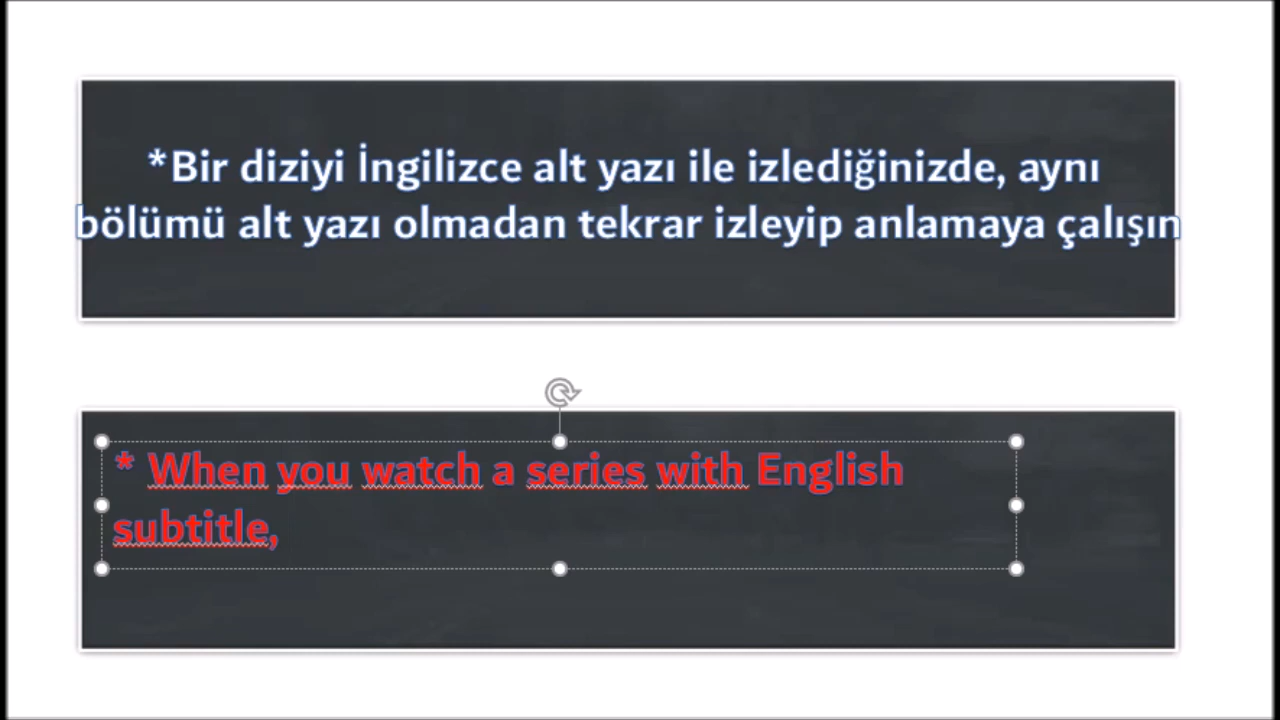 *Bir diziyi İngilizce alt yazı ile izlediğinizde, aynı
bölümü alt yazı olmadan tekrar izleyip anlamaya çalışın
* When you watch a series with English
subtitle,